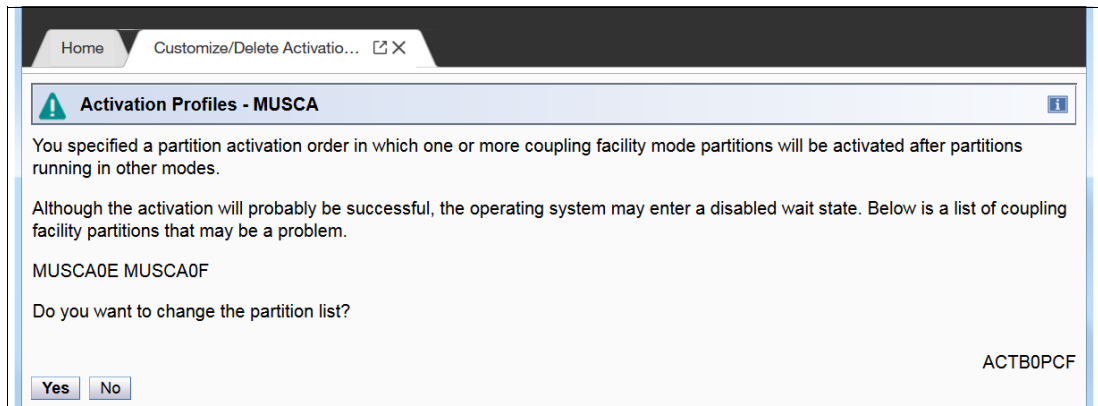 Home
Customize/Delete Activatio...
Activation Profiles - MUSCA
i
You specified a partition activation order in which one or more coupling facility mode partitions will be activated after partitions
running in other modes.
Although the activation will probably be successful, the operating system may enter a disabled wait state. Below is a list of coupling
facility partitions that may be a problem.
MUSCA0E MUSCA0F
Do you want to change the partition list?
ACTB0PCF
Yes
No